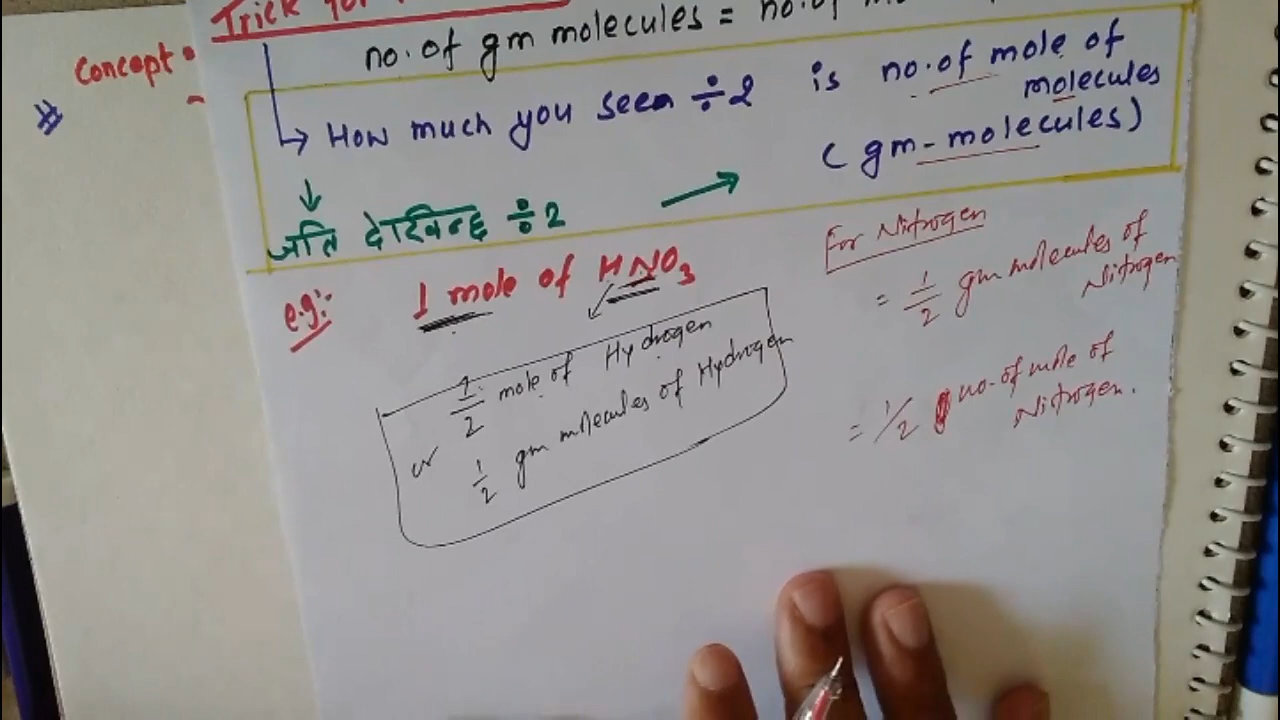 Concept
Trick for
no. of gm molecules = no. of
How much you seen ÷2 is no. of mole of
molecules
(gm-molecules)
जति देखिन्छ ÷2
e.g:-
1 mole of HNO3
1/2 mole of Hydrogen
or
1/2 gm molecules of Hydrogen
For Nitrogen
= 1/2 gm molecules of
Nitrogen
= 1/2 no. of mole of
Nitrogen.